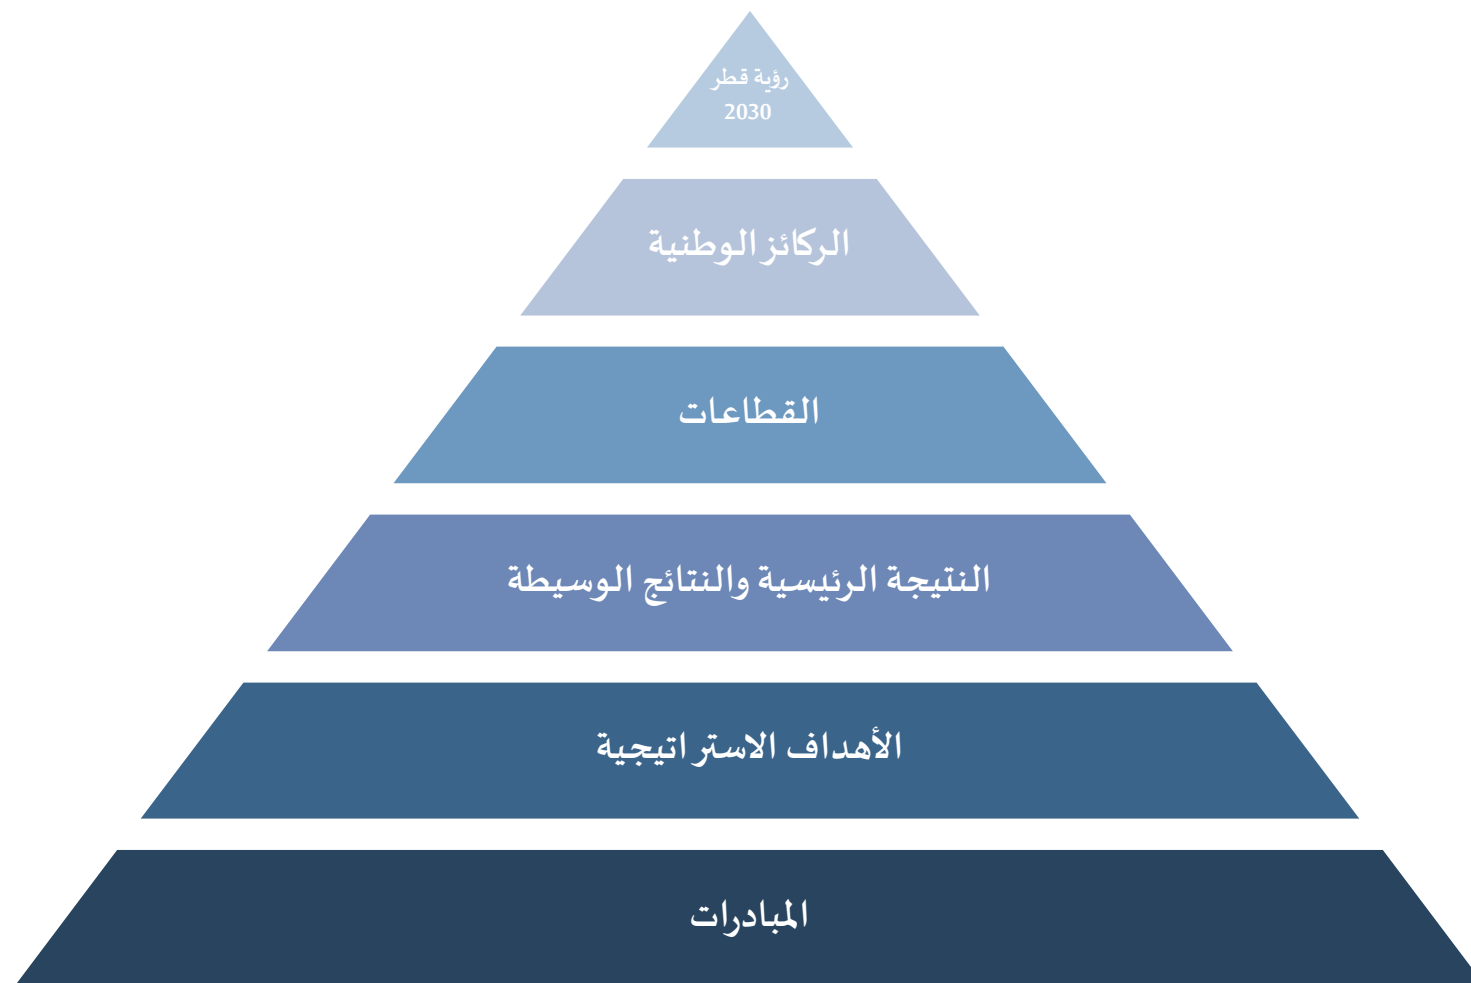 رؤية قطر
2030
الركائز الوطنية
القطاعات
النتيجة الرئيسية والنتائج الوسيطة
الأهداف الاستراتيجية
المبادرات